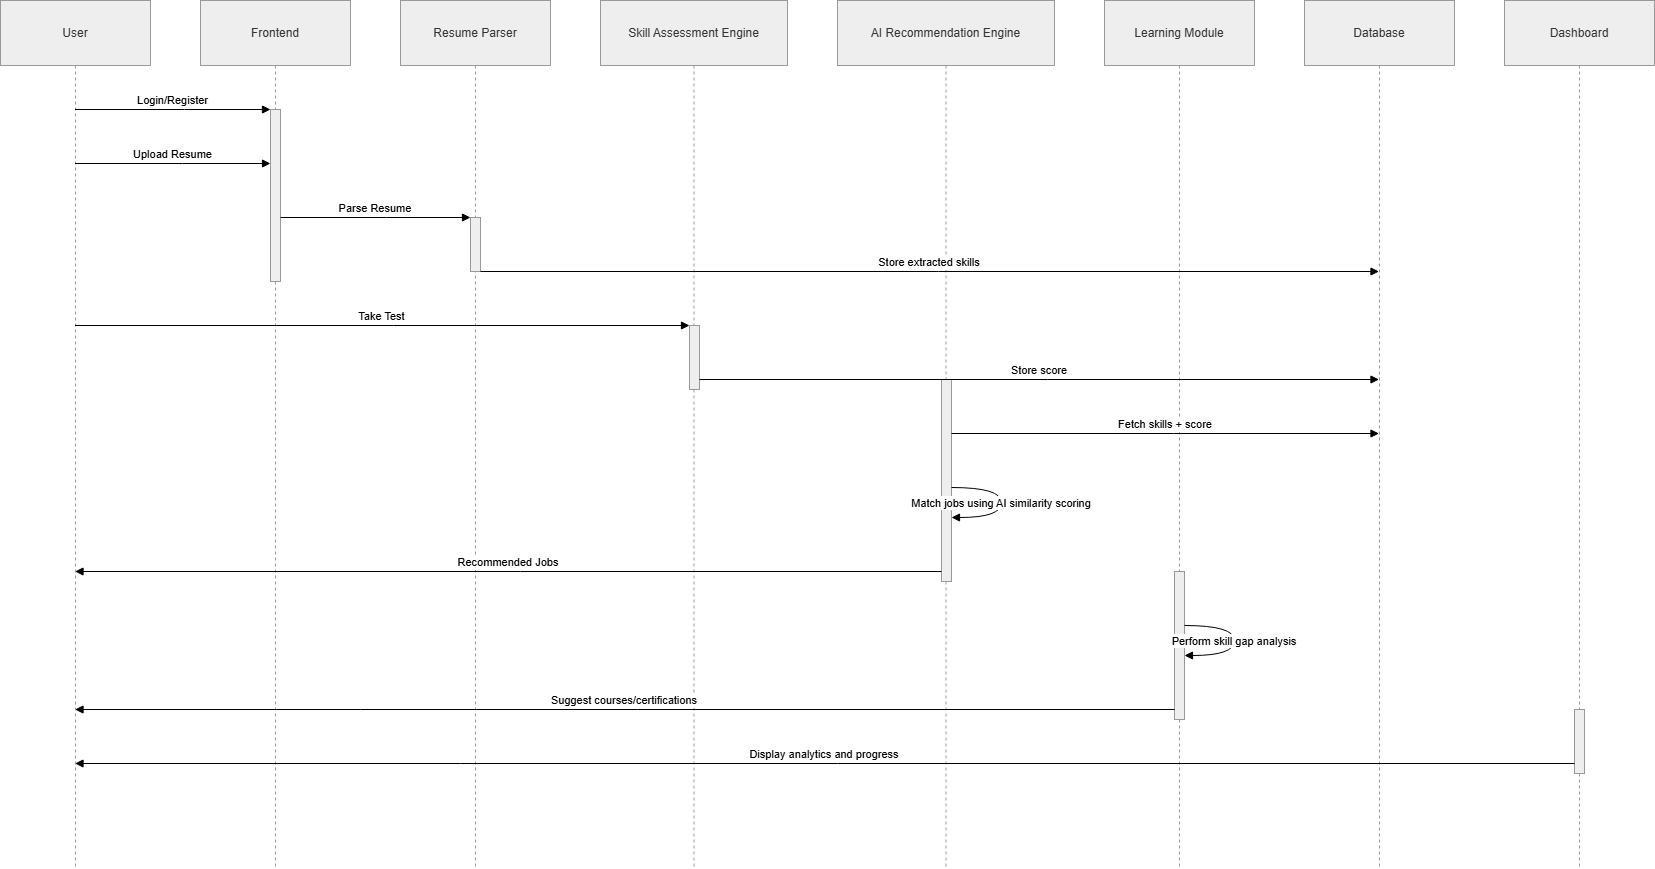 User
Frontend
Resume Parser
Skill Assessment Engine
AI Recommendation Engine
Learning Module
Database
Dashboard
Login/Register
Upload Resume
Parse Resume
Store extracted skills
Take Test
Store score
Fetch skills + score
Match jobs using AI similarity scoring
Recommended Jobs
Perform skill gap analysis
Suggest courses/certifications
Display analytics and progress